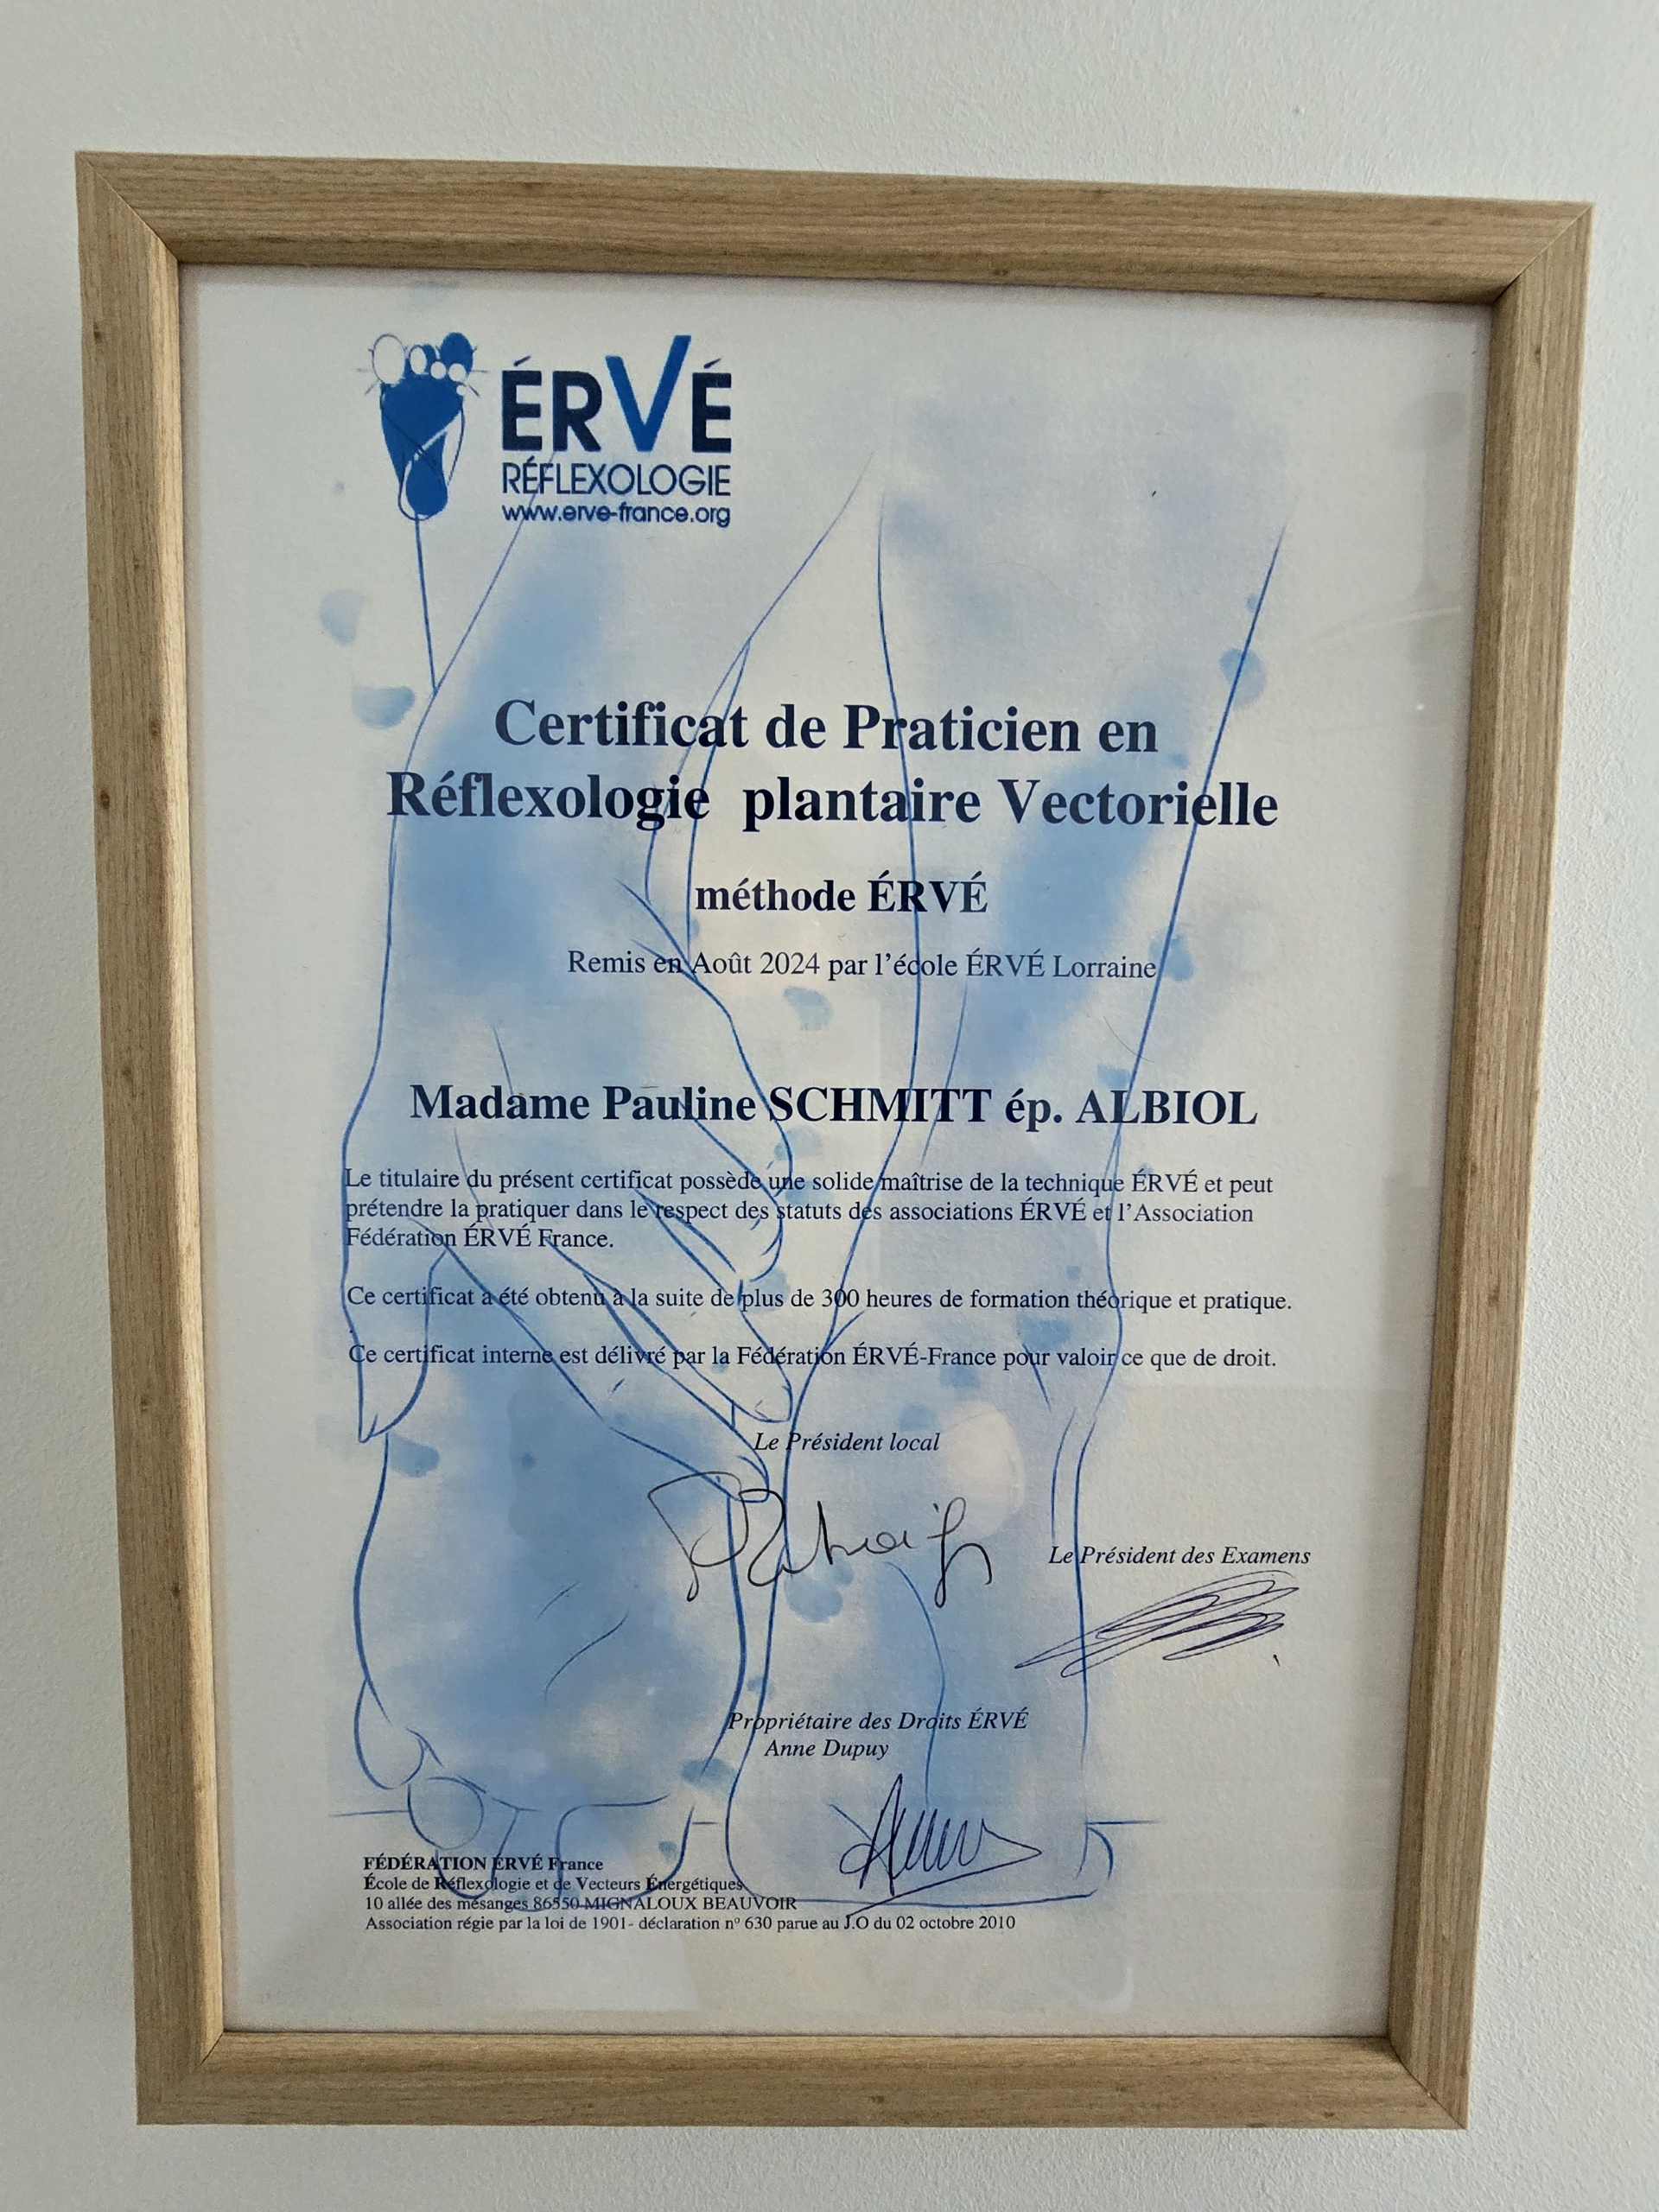 ÉRVÉ
RÉFLEXOLOGIE
www.erve-france.org
Certificat de Praticien en
Réflexologie plantaire Vectorielle
méthode ÉRVÉ
Remis en Août 2024 par l'école ÉRVÉ Lorraine
Madame Pauline SCHMITT ép. ALBIOL
Le titulaire du présent certificat possède une solide maîtrise de la technique ÉRVÉ et peut
prétendre la pratiquer dans le respect des statuts des associations ÉRVÉ et l'Association
Fédération ÉRVÉ France.
Ce certificat a été obtenu à la suite de plus de 300 heures de formation théorique et pratique.
Ce certificat interne est délivré par la Fédération ÉRVÉ-France pour valoir ce que de droit.
Le Président local
Le Président des Examens
Propriétaire des Droits ÉRVÉ
Anne Dupuy
FÉDÉRATION ÉRVÉ France
École de Réflexologie et de Vecteurs Énergétiques
10 allée des mésanges 86550 MIGNALOUX BEAUVOIR
Association régie par la loi de 1901- déclaration n° 630 parue au J.O du 02 octobre 2010